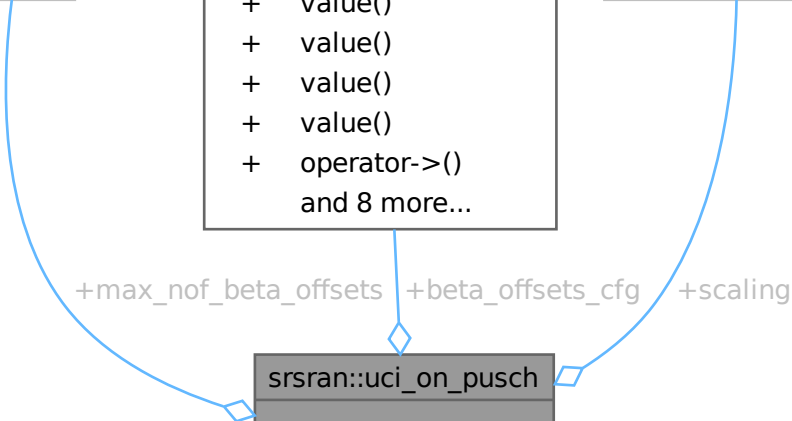 + value()
+ value()
+ value()
+ value()
+ operator->()
and 8 more...
+max_nof_beta_offsets +beta_offsets_cfg +scaling
srsran::uci_on_pusch